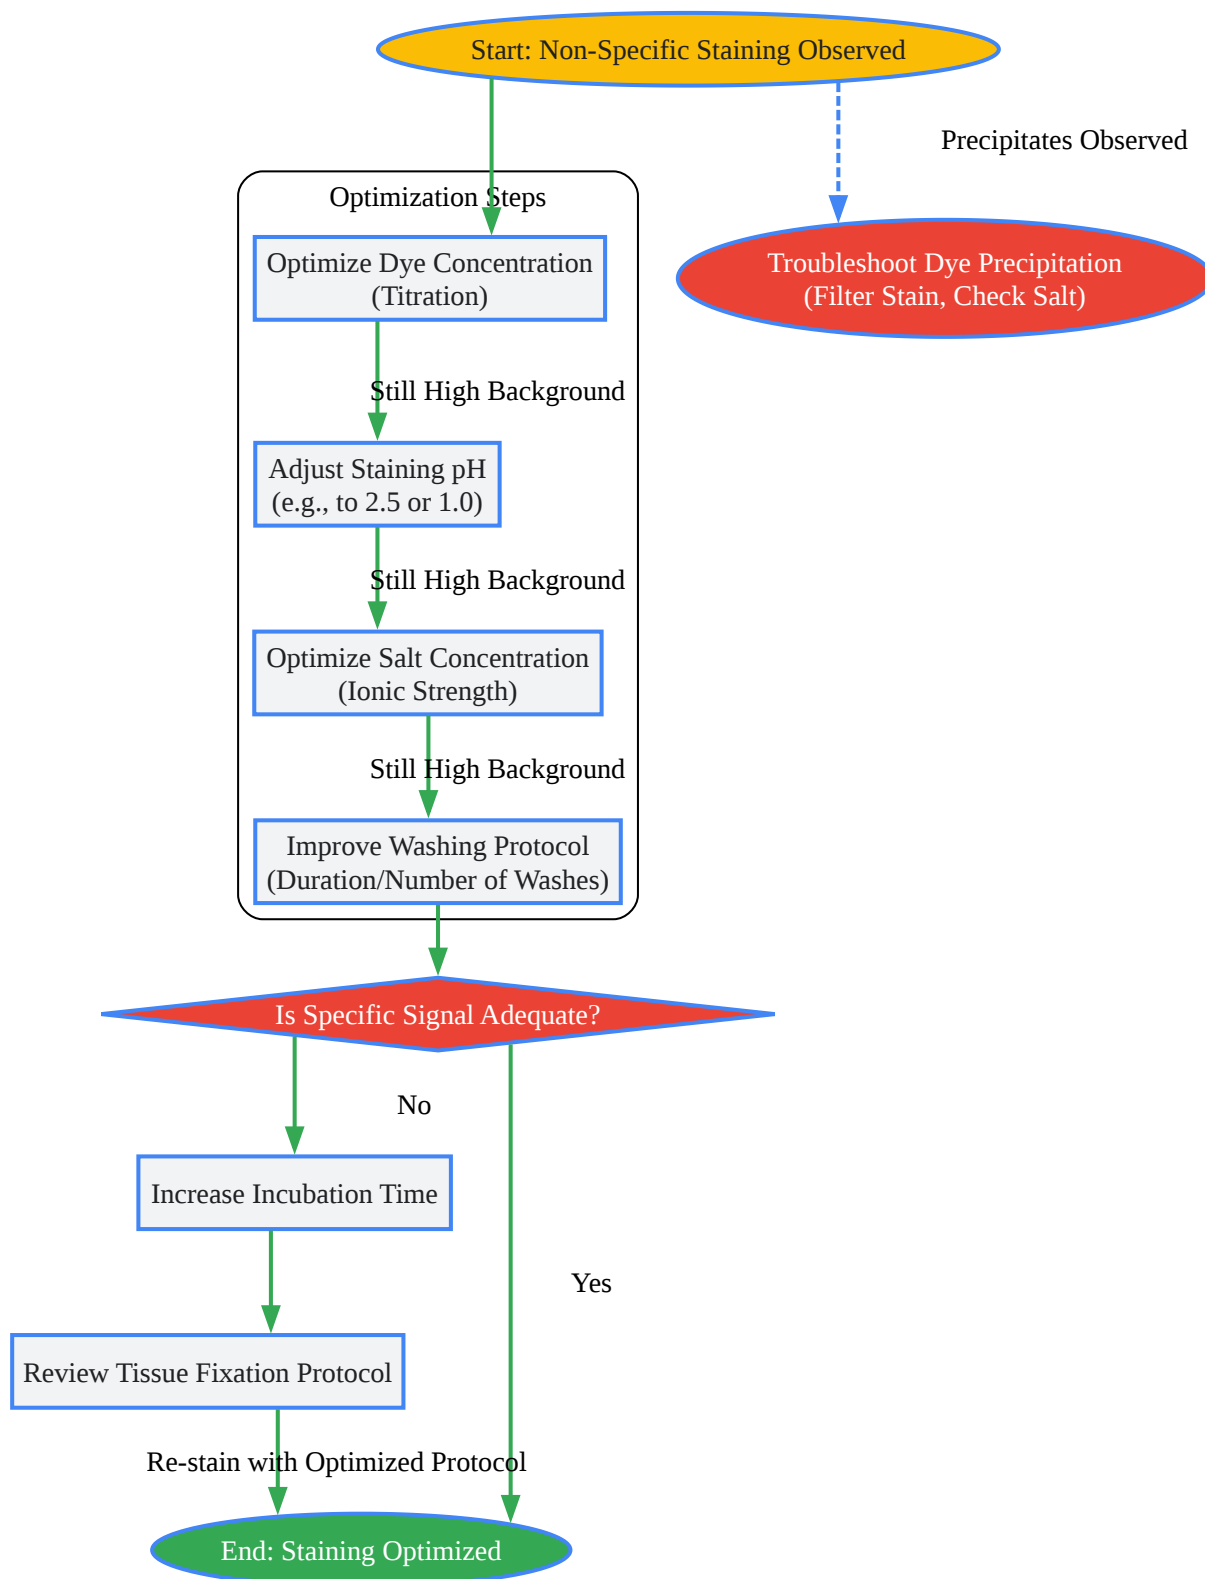 Start: Non-Specific Staining Observed
Precipitates Observed
Optimization Steps
Optimize Dye Concentration
(Titration)
Troubleshoot Dye Precipitation
(Filter Stain, Check Salt)
Still High Background
Adjust Staining pH
(e.g., to 2.5 or 1.0)
Still High Background
Optimize Salt Concentration
(Ionic Strength)
Still High Background
Improve Washing Protocol
(Duration/Number of Washes)
Is Specific Signal Adequate?
No
Increase Incubation Time
Yes
Review Tissue Fixation Protocol
Re-stain with Optimized Protocol
End: Staining Optimized